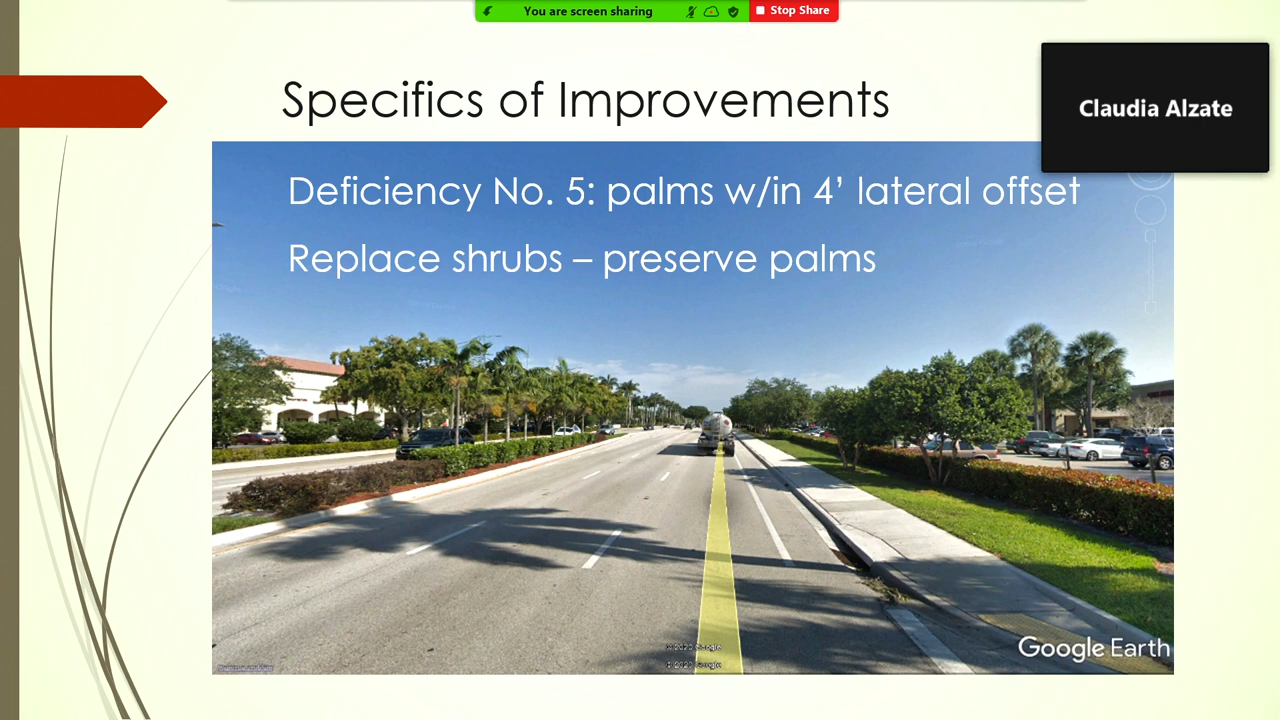 You are screen sharing
Stop Share
Specifics of Improvements
Claudia Alzate
Deficiency No. 5: palms w/in 4’ lateral offset
Replace shrubs – preserve palms
Google Earth